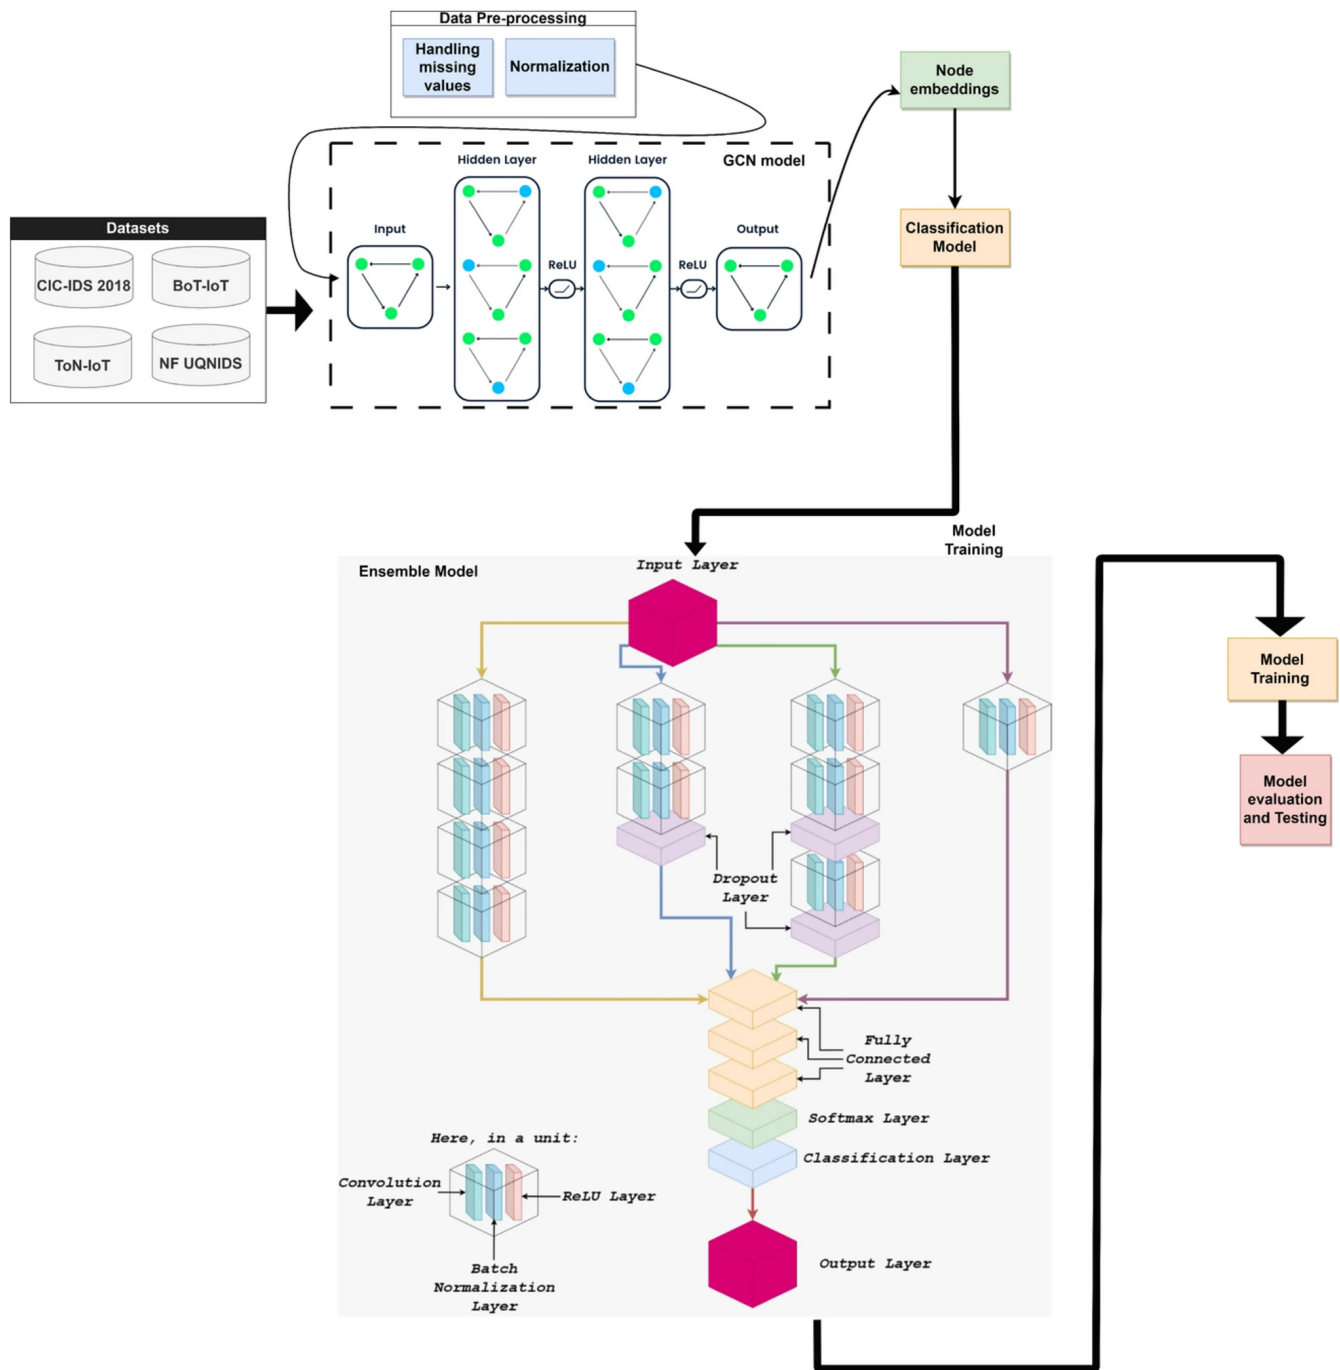 Data Pre-processing
Handling
missing
values
Normalization
Node
embeddings
GCN model
Hidden Layer
Hidden Layer
Input
ReLU
ReLU
Output
Datasets
CIC-IDS 2018
BoT-IoT
ToN-IoT
NF UQNIDS
Classification
Model
Model
Training
Ensemble Model
Input Layer
Model
Training
Model
evaluation
and Testing
Dropout
Layer
Fully
Connected
Layer
Softmax Layer
Classification Layer
Here, in a unit:
Convolution
Layer
ReLU Layer
Batch
Normalization
Layer
Output Layer